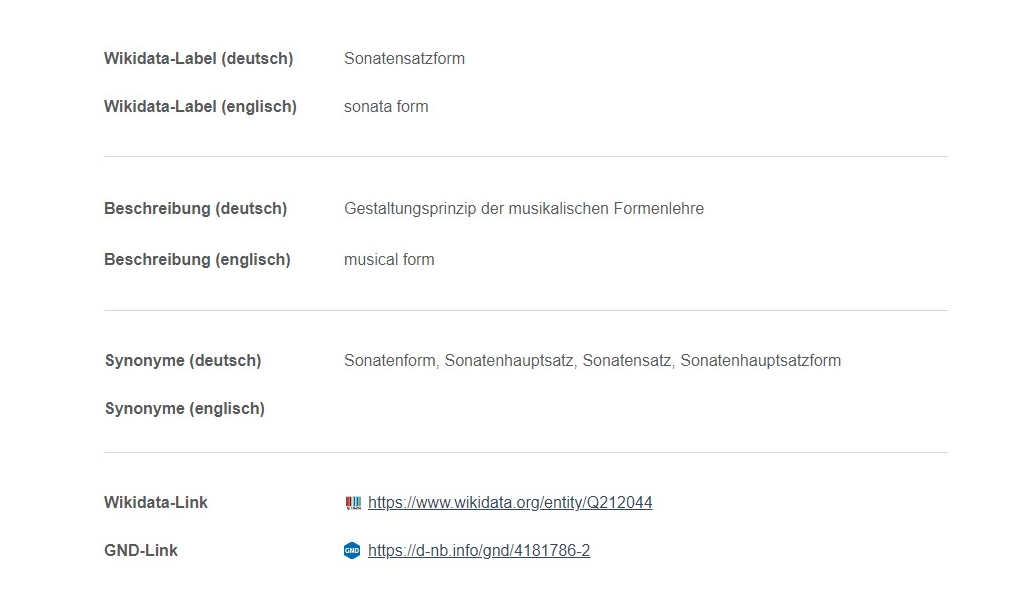 Wikidata-Label (deutsch) Sonatensatzform
Wikidata-Label (englisch) sonata form
Beschreibung (deutsch) Gestaltungsprinzip der musikalischen Formenlehre
Beschreibung (englisch) musical form
Synonyme (deutsch) Sonatenform, Sonatenhauptsatz, Sonatensatz, Sonatenhauptsatzform
Synonyme (englisch)
Wikidata-Link https://www.wikidata.org/entity/Q212044
GND-Link GND https://d-nb.info/gnd/4181786-2